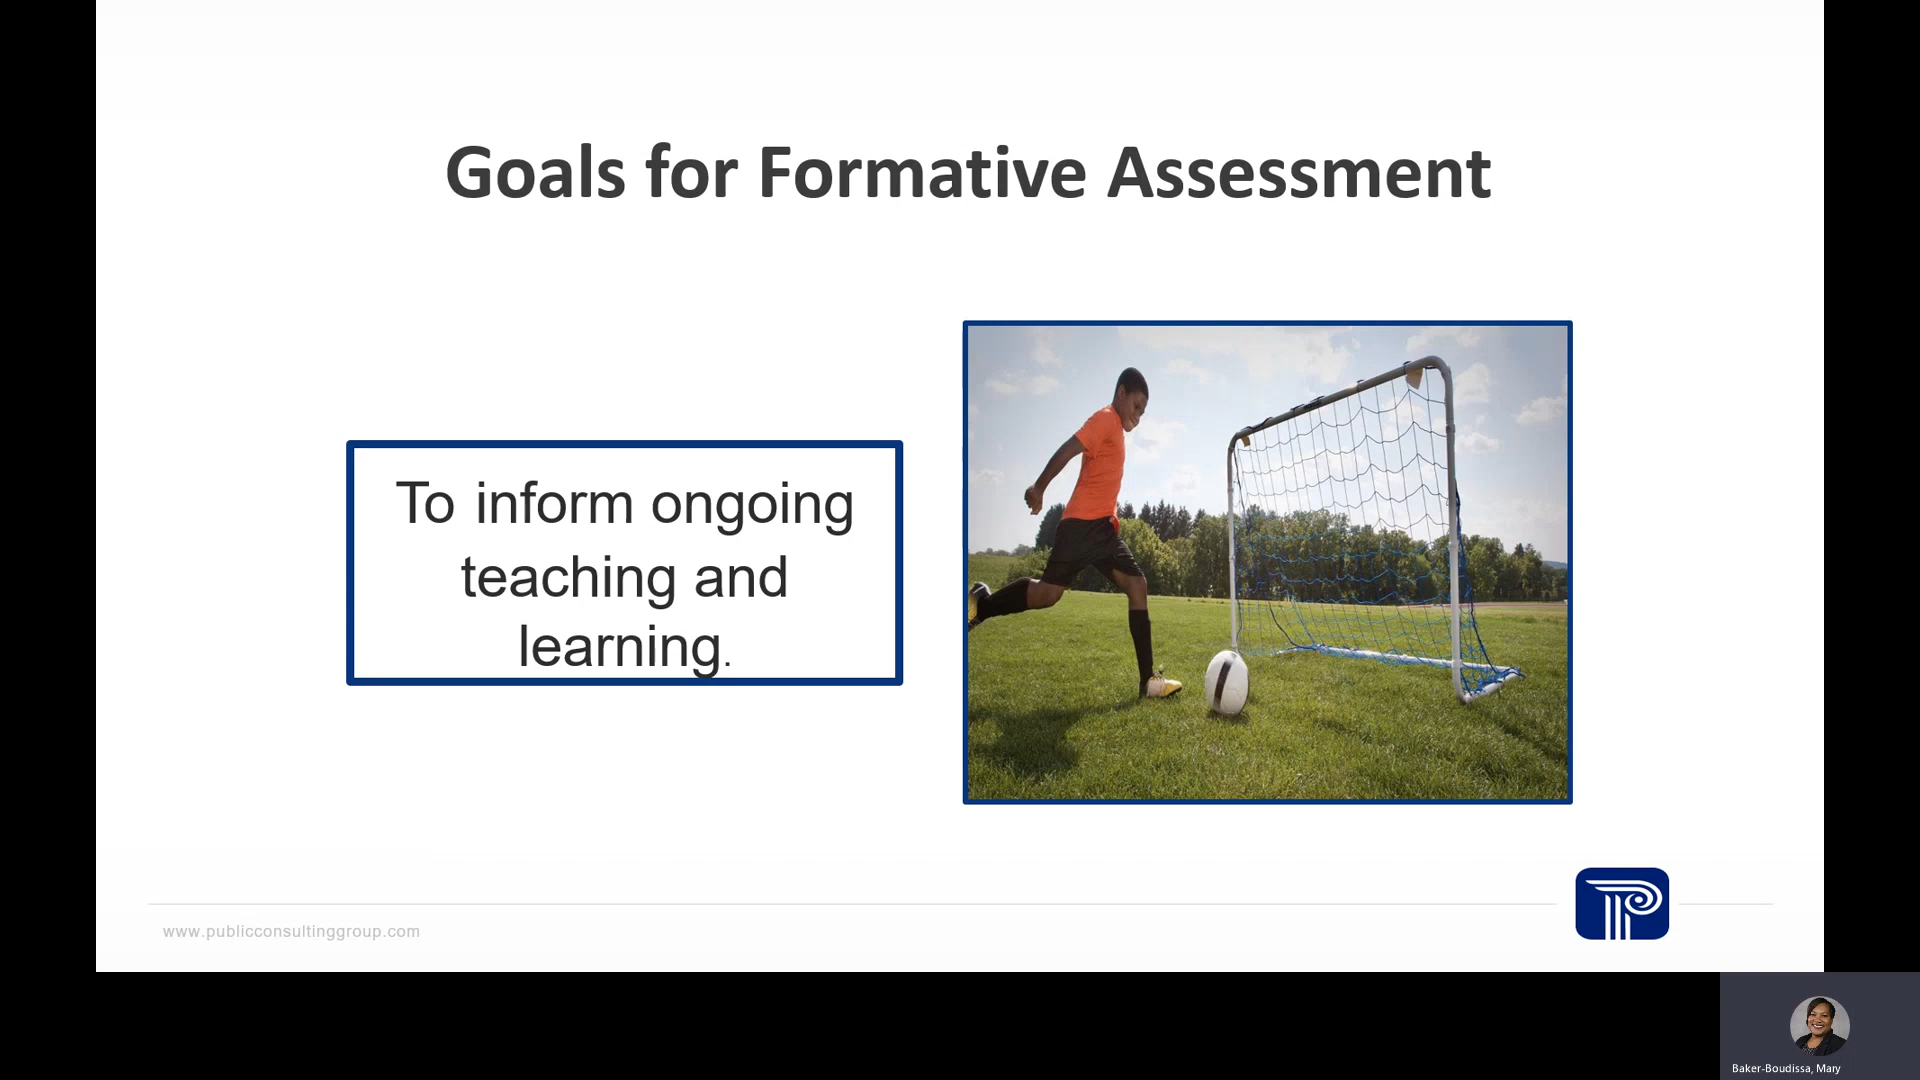 Goals for Formative Assessment
To inform ongoing
teaching and
learning.
www.publicconsultinggroup.com
Baker-Boudissa, Mary